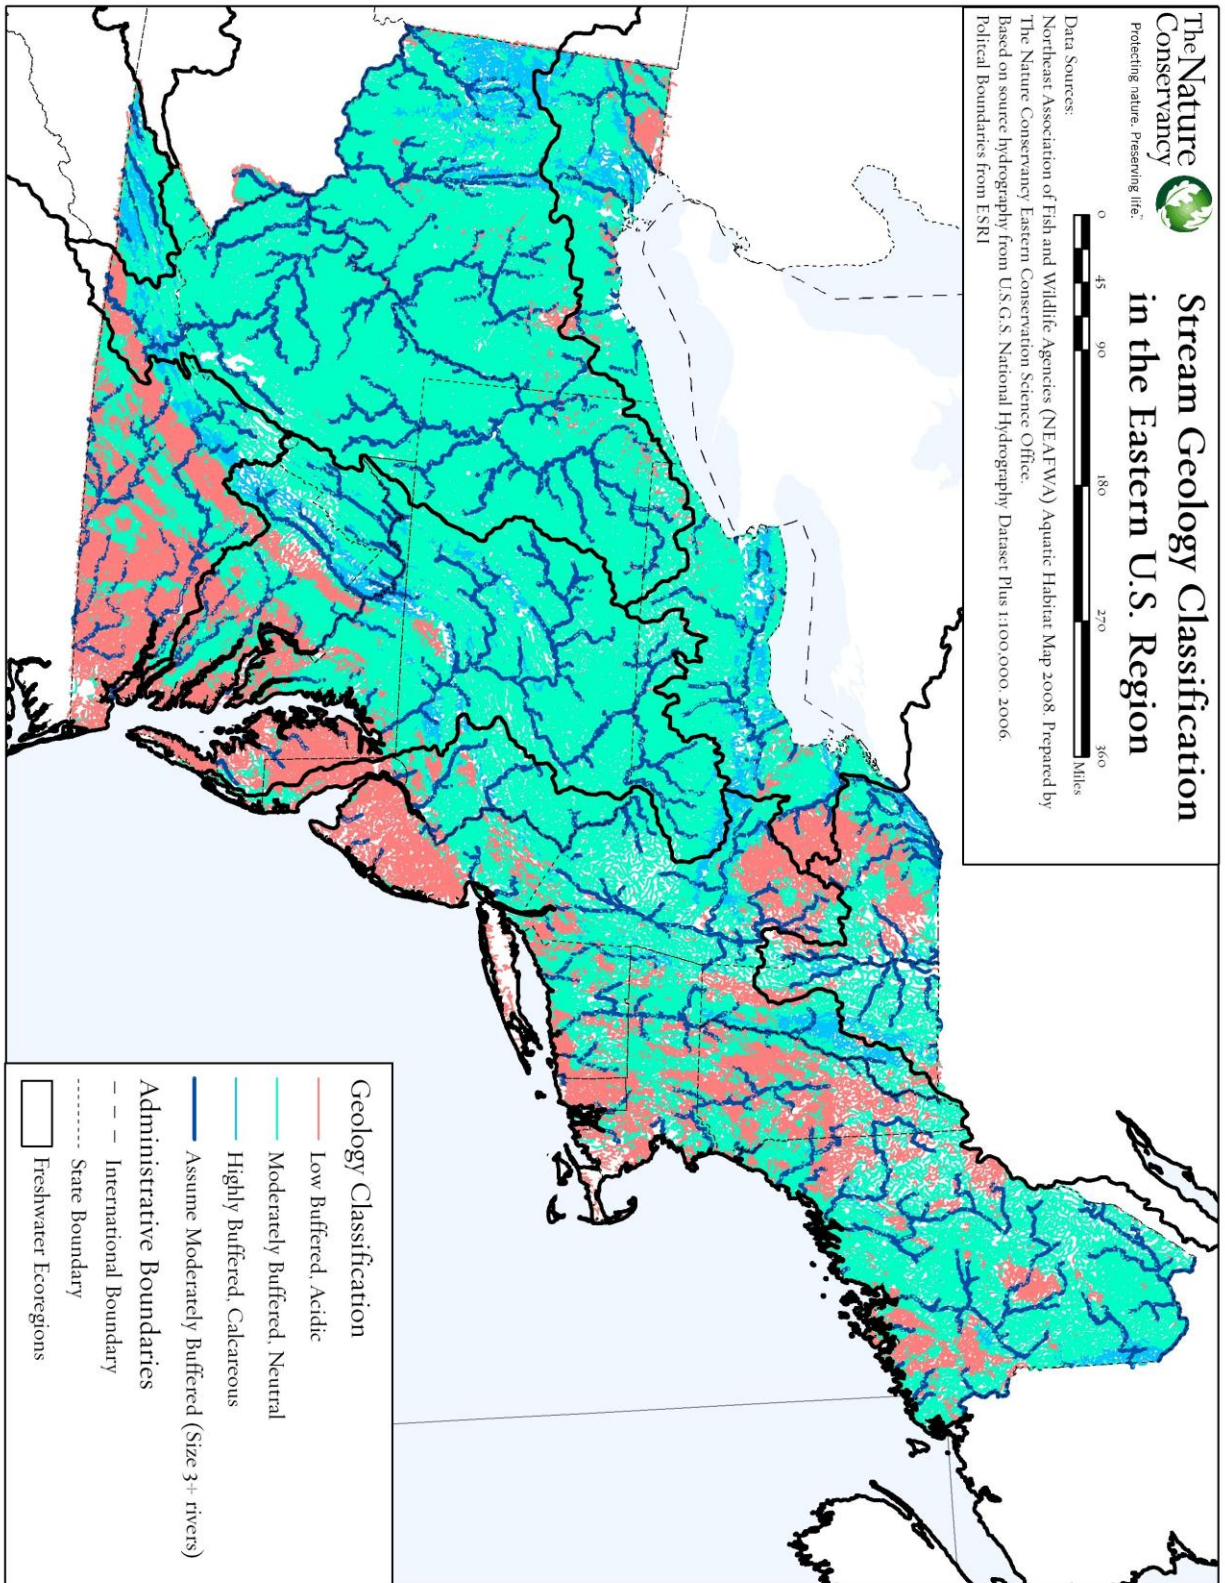 The Nature
Conservancy
Protecting nature. Preserving life.™
Stream Geology Classification
in the Eastern U.S. Region
0 45 90 180 270 360
Miles
Data Sources:
Northeast Association of Fish and Wildlife Agencies (NEAFWA) Aquatic Habitat Map 2008. Prepared by
The Nature Conservancy Eastern Conservation Science Office.
Based on source hydrography from U.S.G.S. National Hydrography Dataset Plus 1:100,000, 2006.
Politcal Boundaries from ESRI
Geology Classification
Low Buffered, Acidic
Moderately Buffered, Neutral
Highly Buffered, Calcareous
Assume Moderately Buffered (Size 3+ rivers)
Administrative Boundaries
International Boundary
State Boundary
Freshwater Ecoregions